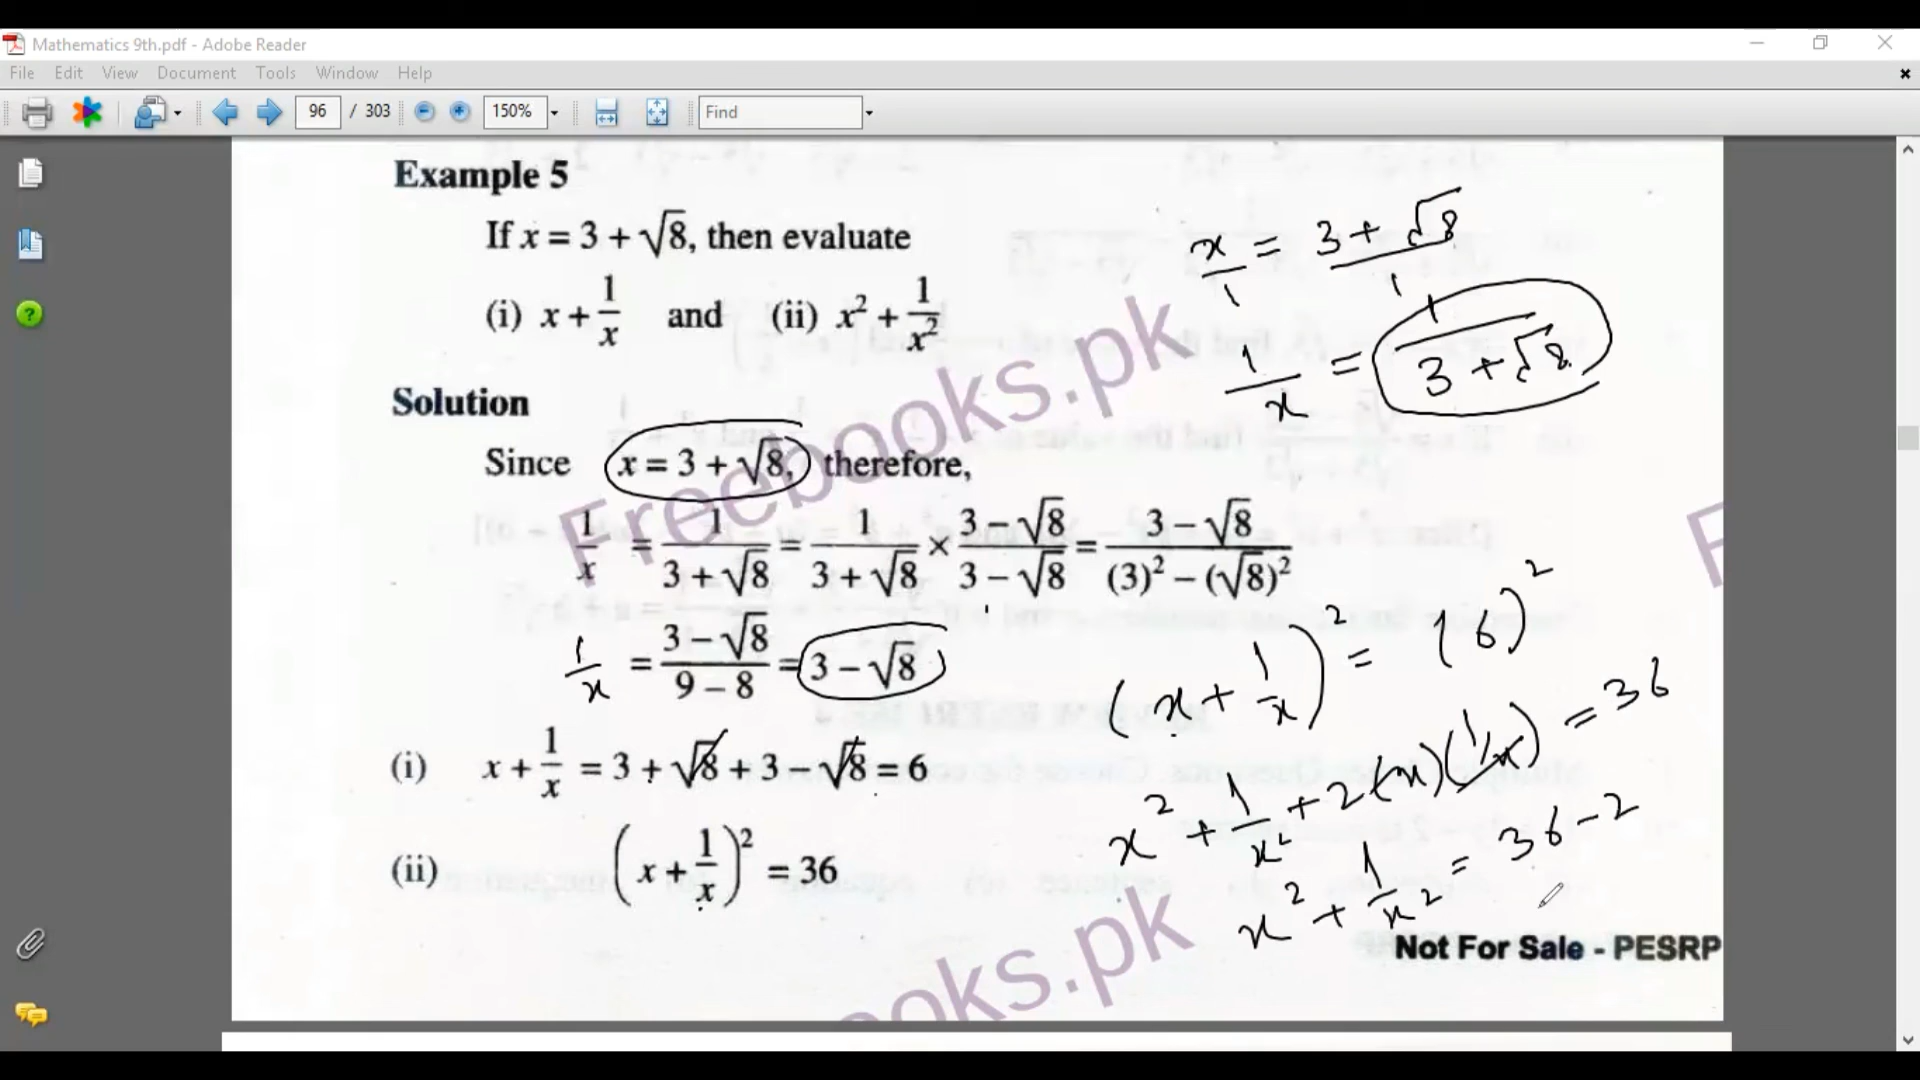 Mathematics 9th.pdf - Adobe Reader
File Edit View Document Tools Window Help
96 / 303 150% Find
Example 5
If x = 3 + √8, then evaluate
(i) x + 1/x and (ii) x² + 1/x²
Solution
Since x = 3 + √8, therefore,
1/x = 1/(3 + √8) = 1/(3 + √8) × (3 − √8)/(3 − √8) = (3 − √8)/((3)² − (√8)²)
1/x = (3 − √8)/(9 − 8) = 3 − √8
(i) x + 1/x = 3 + √8 + 3 − √8 = 6
(ii) (x + 1/x)² = 36
x/1 = (3 + √8)/1
1/x = 1/(3 + √8)
(x + 1/x)² = (6)²
x² + 1/x² + 2(x)(1/x) = 36
x² + 1/x² = 36 − 2
Not For Sale - PESRP
Freebooks.pk
ooks.pk
F